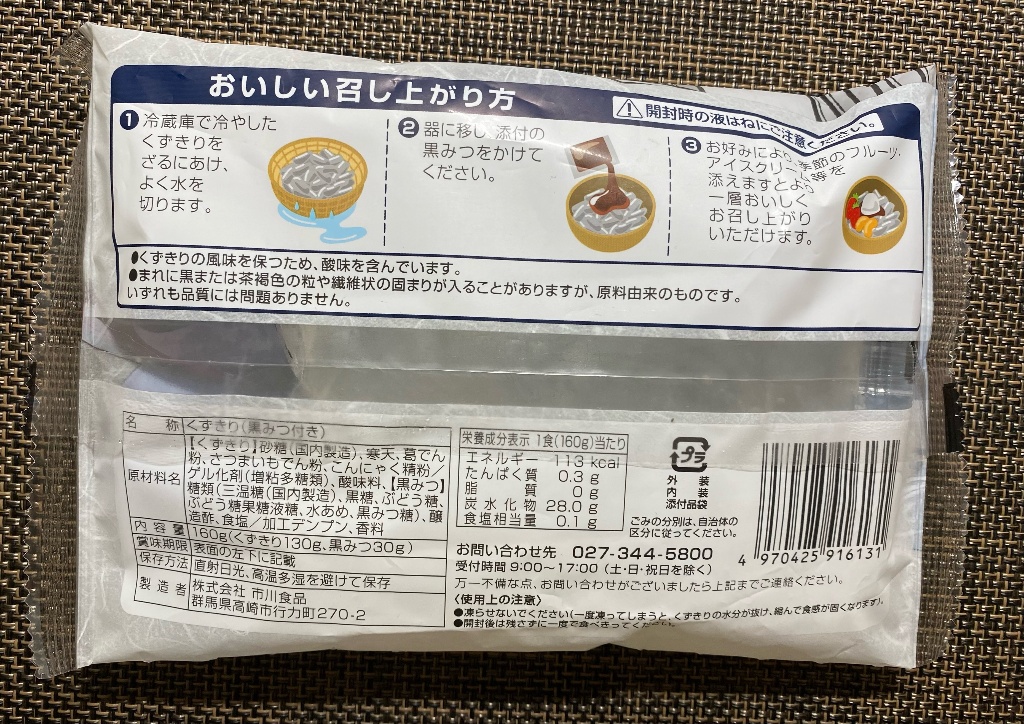 おいしい召し上がり方
⚠開封時の液はねにご注意ください。
❶冷蔵庫で冷やした
くずきりを
ざるにあけ、
よく水を
切ります。
❷器に移し、添付の
黒みつをかけて
ください。
❸お好みにより、季節のフルーツ、
アイスクリーム等を
添えますとより
一層おいしく
お召し上がり
いただけます。
●くずきりの風味を保つため、酸味を含んでいます。
●まれに黒または茶褐色の粒や繊維状の固まりが入ることがありますが、原料由来のものです。
いずれも品質には問題ありません。
名 称 くずきり(黒みつ付き)
原材料名 【くずきり】砂糖(国内製造)、寒天、葛でん
粉、さつまいもでん粉、こんにゃく精粉／
ゲル化剤(増粘多糖類)、酸味料、【黒みつ】
糖類(三温糖(国内製造)、黒糖、ぶどう糖、
ぶどう糖果糖液糖、水あめ、黒みつ糖)、醸
造酢、食塩／加工デンプン、香料
内容量 160g(くずきり130g、黒みつ30g)
賞味期限 表面の左下に記載
保存方法 直射日光、高温多湿を避けて保存
製造者 株式会社 市川食品
群馬県高崎市行力町270-2
栄養成分表示 1食(160g)当たり
エネルギー 113 kcal
たんぱく質 0.3 g
脂質 0 g
炭水化物 28.0 g
食塩相当量 0.1 g
プラ
外装
内装
添付品袋
ごみの分別は、自治体の
区分に従ってください。
お問い合わせ先 027-344-5800
受付時間 9:00～17:00 (土・日・祝日を除く)
万一不備な点、お問い合わせがございましたら上記までご連絡ください。
〈使用上の注意〉
●凍らせないでください(一度凍ってしまうと、くずきりの水分が抜け、縮んで食感が固くなります)。
●開封後は残さずに一度で食べきってください。
4 970425 916131